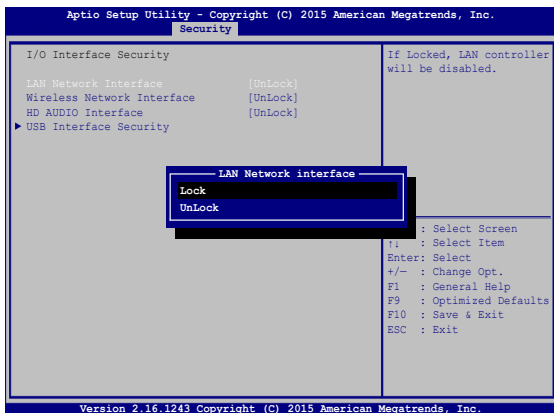 Aptio Setup Utility - Copyright (C) 2015 American Megatrends, Inc.
Security
I/O Interface Security
LAN Network Interface [UnLock]
Wireless Network Interface [UnLock]
HD AUDIO Interface [UnLock]
USB Interface Security
If Locked, LAN controller
will be disabled.
LAN Network interface
Lock
UnLock
: Select Screen
↑↓ : Select Item
Enter: Select
+/— : Change Opt.
F1 : General Help
F9 : Optimized Defaults
F10 : Save & Exit
ESC : Exit
Version 2.16.1243 Copyright (C) 2015 American Megatrends, Inc.